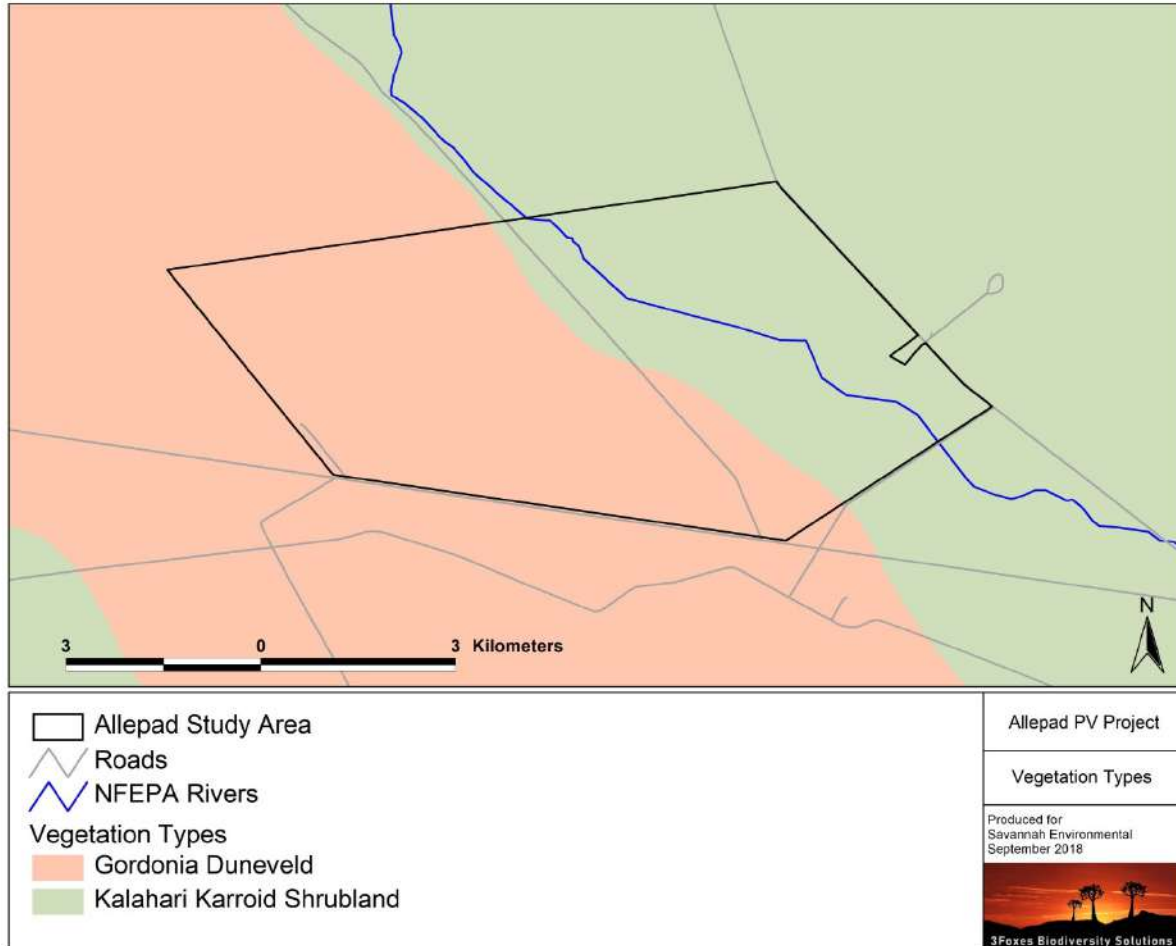 N
3 0 3 Kilometers
Allepad Study Area
Roads
NFEPA Rivers
Vegetation Types
Gordonia Duneveld
Kalahari Karroid Shrubland
Allepad PV Project
Vegetation Types
Produced for
Savannah Environmental
September 2018
3Foxes Biodiversity Solutions